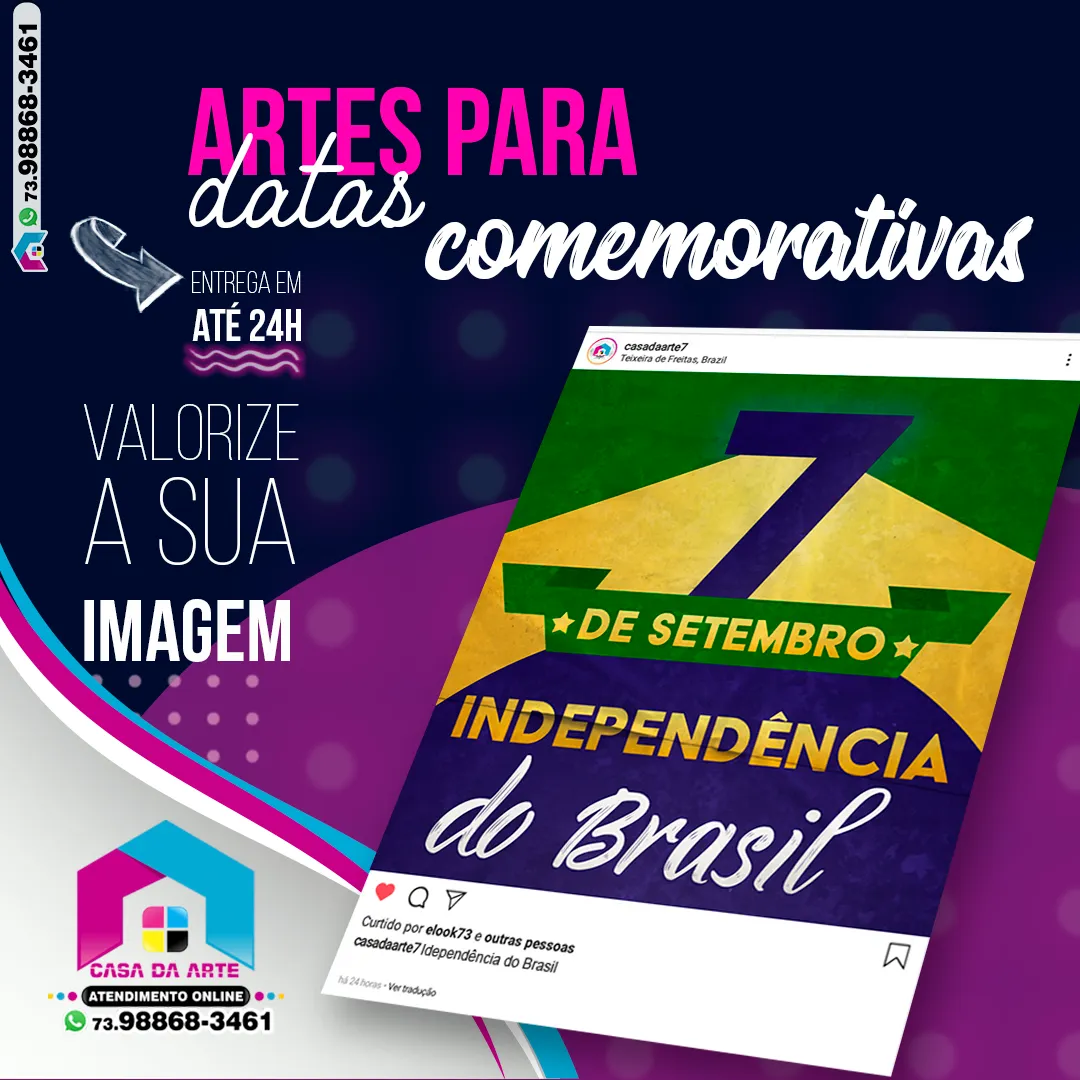 73.98868-3461
ARTES PARA
datas
comemorativas
ENTREGA EM
ATÉ 24H
VALORIZE
A SUA
IMAGEM
casadaarte7
Teixeira de Freitas, Brazil
7
DE SETEMBRO
INDEPENDÊNCIA
do Brasil
Curtido por elook73 e outras pessoas
casadaarte7 Idependência do Brasil
há 24 horas • Ver tradução
CASA DA ARTE
ATENDIMENTO ONLINE
73.98868-3461